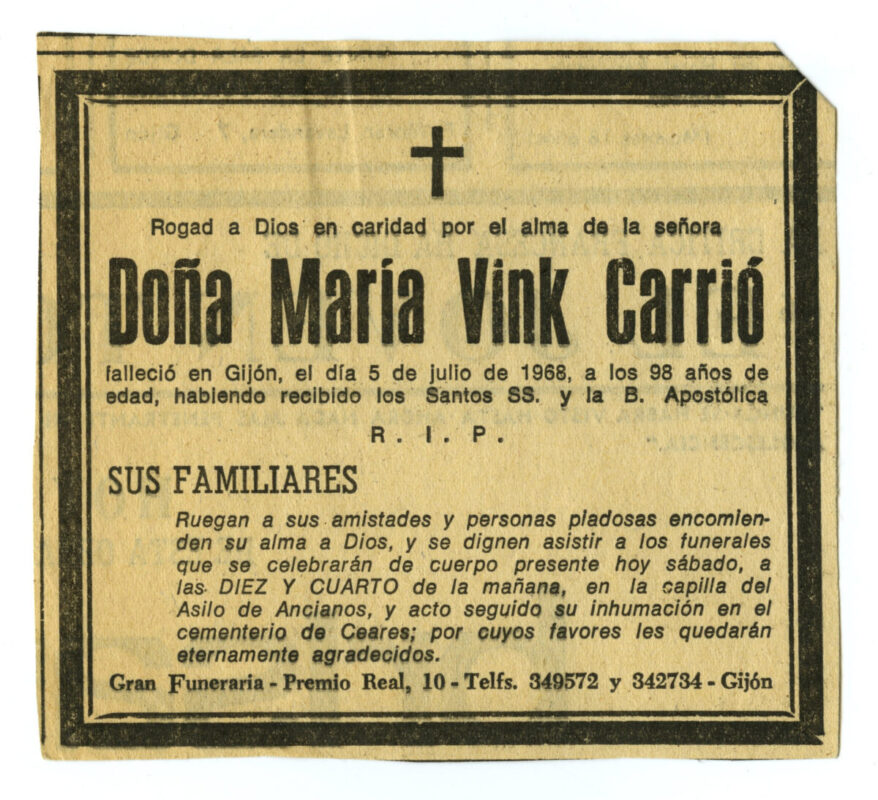 Rogad a Dios en caridad por el alma de la señora
Doña María Vink Carrió
falleció en Gijón, el día 5 de julio de 1968, a los 98 años de
edad, habiendo recibido los Santos SS. y la B. Apostólica
R. I. P.
SUS FAMILIARES
Ruegan a sus amistades y personas piadosas encomien-
den su alma a Dios, y se dignen asistir a los funerales
que se celebrarán de cuerpo presente hoy sábado, a
las DIEZ Y CUARTO de la mañana, en la capilla del
Asilo de Ancianos, y acto seguido su inhumación en el
cementerio de Ceares; por cuyos favores les quedarán
eternamente agradecidos.
Gran Funeraria - Premio Real, 10 - Telfs. 349572 y 342734 - Gijón